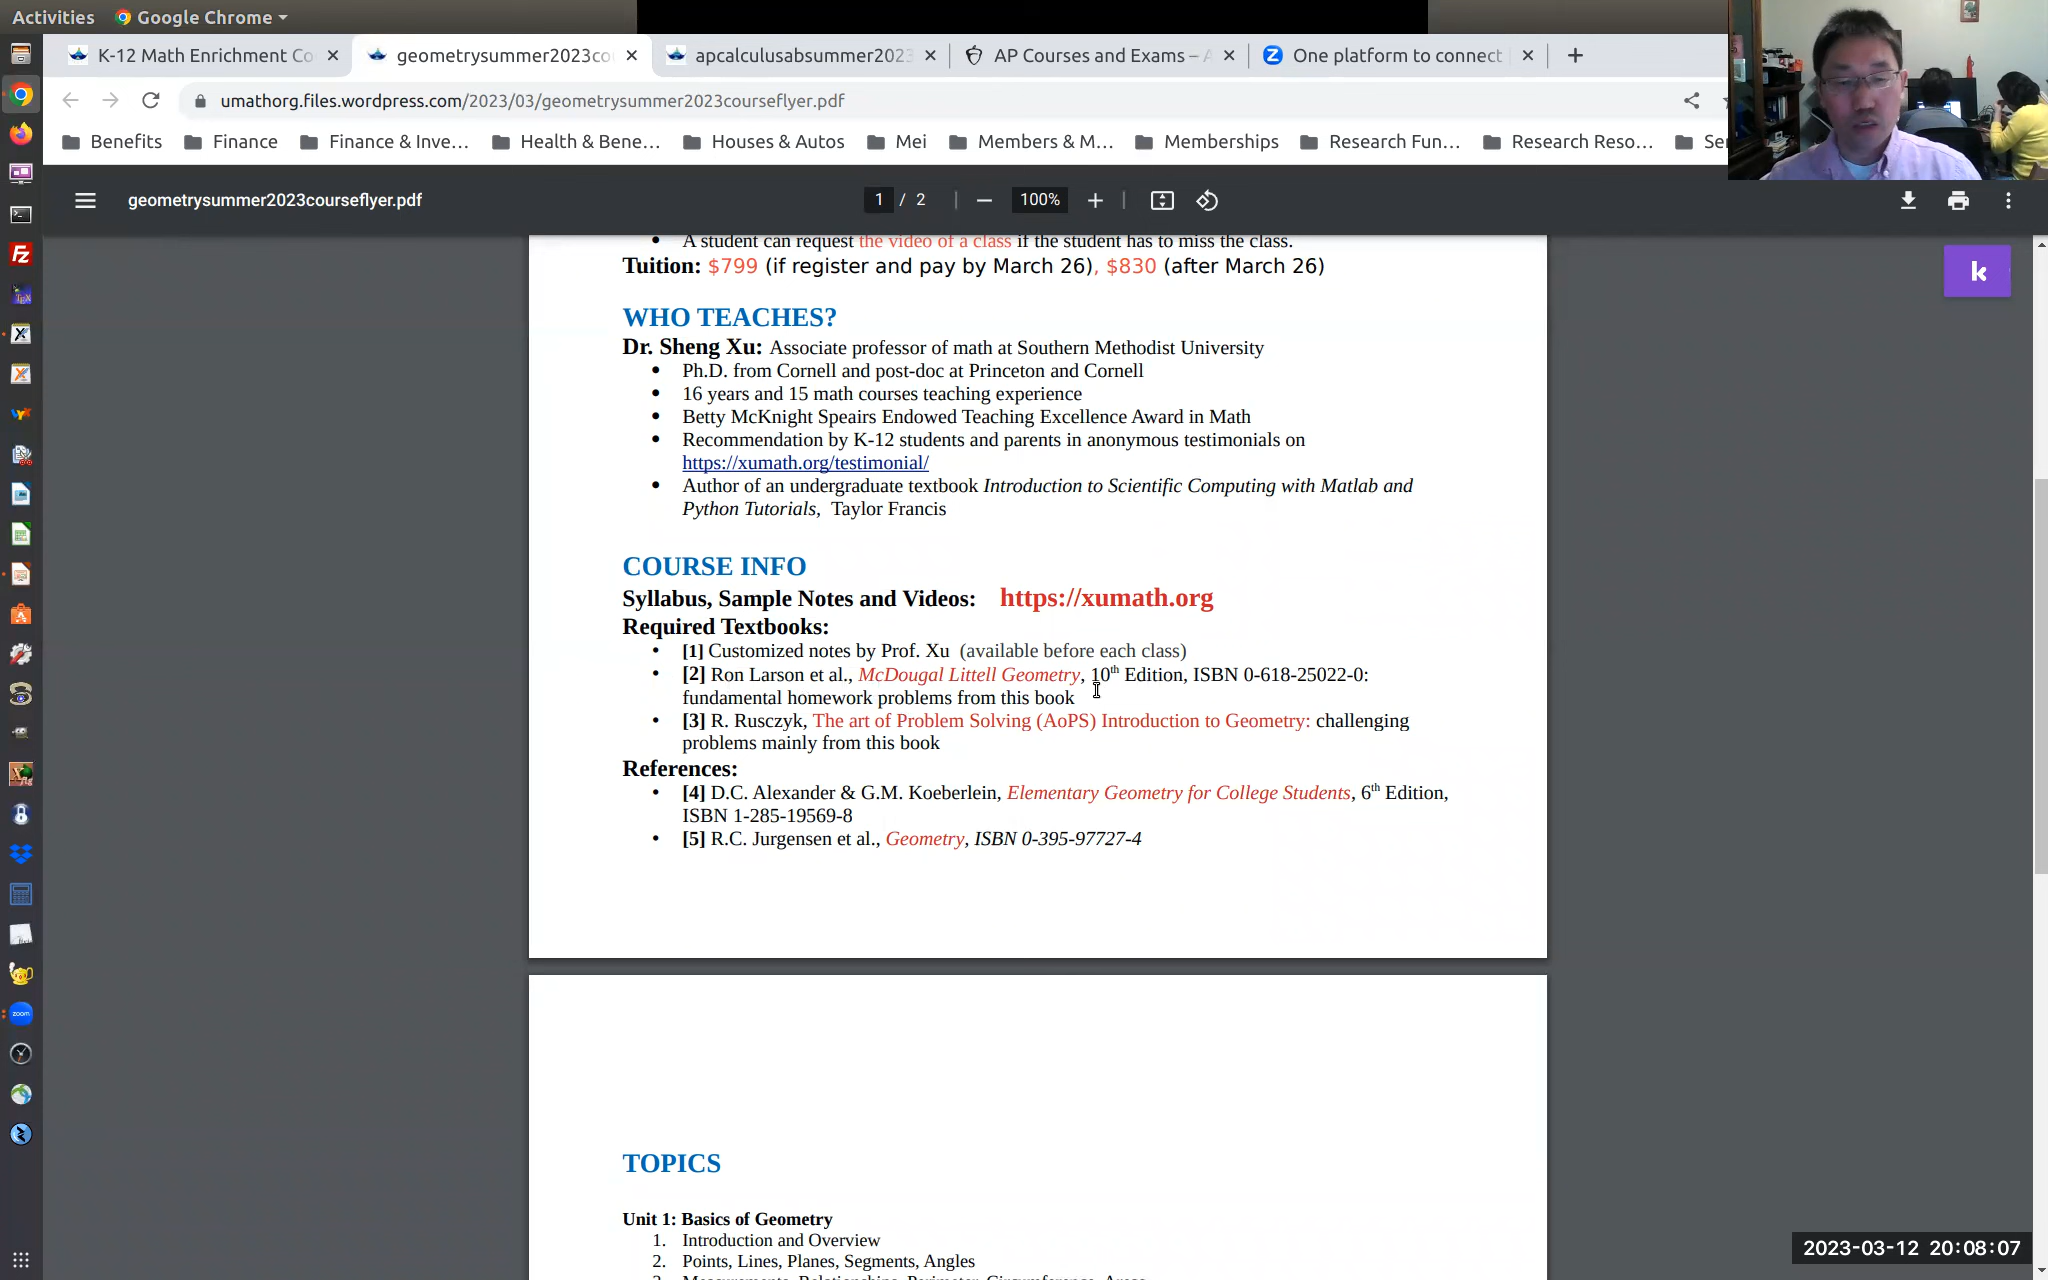 Activities Google Chrome
K-12 Math Enrichment Co
geometrysummer2023co
apcalculusabsummer2023
AP Courses and Exams – A
One platform to connect
umathorg.files.wordpress.com/2023/03/geometrysummer2023courseflyer.pdf
Benefits Finance Finance & Inve... Health & Bene... Houses & Autos Mei Members & M... Memberships Research Fun... Research Reso... Ser
geometrysummer2023courseflyer.pdf
1 / 2
100%
k
• A student can request the video of a class if the student has to miss the class.
Tuition: $799 (if register and pay by March 26), $830 (after March 26)
WHO TEACHES?
Dr. Sheng Xu: Associate professor of math at Southern Methodist University
• Ph.D. from Cornell and post-doc at Princeton and Cornell
• 16 years and 15 math courses teaching experience
• Betty McKnight Speairs Endowed Teaching Excellence Award in Math
• Recommendation by K-12 students and parents in anonymous testimonials on
https://xumath.org/testimonial/
• Author of an undergraduate textbook Introduction to Scientific Computing with Matlab and
Python Tutorials, Taylor Francis
COURSE INFO
Syllabus, Sample Notes and Videos: https://xumath.org
Required Textbooks:
• [1] Customized notes by Prof. Xu (available before each class)
• [2] Ron Larson et al., McDougal Littell Geometry, 10th Edition, ISBN 0-618-25022-0:
fundamental homework problems from this book
• [3] R. Rusczyk, The art of Problem Solving (AoPS) Introduction to Geometry: challenging
problems mainly from this book
References:
• [4] D.C. Alexander & G.M. Koeberlein, Elementary Geometry for College Students, 6th Edition,
ISBN 1-285-19569-8
• [5] R.C. Jurgensen et al., Geometry, ISBN 0-395-97727-4
TOPICS
Unit 1: Basics of Geometry
1. Introduction and Overview
2. Points, Lines, Planes, Segments, Angles
zoom
2023-03-12 20:08:07